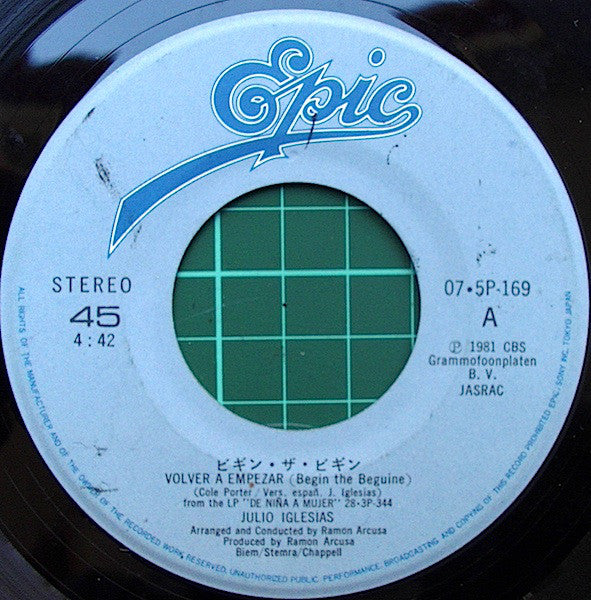 Epic
STEREO
45
4:42
07・5P-169
A
Ⓟ 1981 CBS
Grammofoonplaten
B. V.
JASRAC
ビギン・ザ・ビギン
VOLVER A EMPEZAR (Begin the Beguine)
(Cole Porter/Vers. españ. J. Iglesias)
from the LP "DE NIÑA A MUJER" 28・3P-344
JULIO IGLESIAS
Arranged and Conducted by Ramon Arcusa
Produced by Ramon Arcusa
Biem/Stemra/Chappell
ALL RIGHTS OF THE MANUFACTURER AND OF THE OWNER OF THE RECORDED WORK RESERVED. UNAUTHORIZED PUBLIC PERFORMANCE, BROADCASTING AND COPYING OF THIS RECORD PROHIBITED EPIC/SONY INC. TOKYO JAPAN